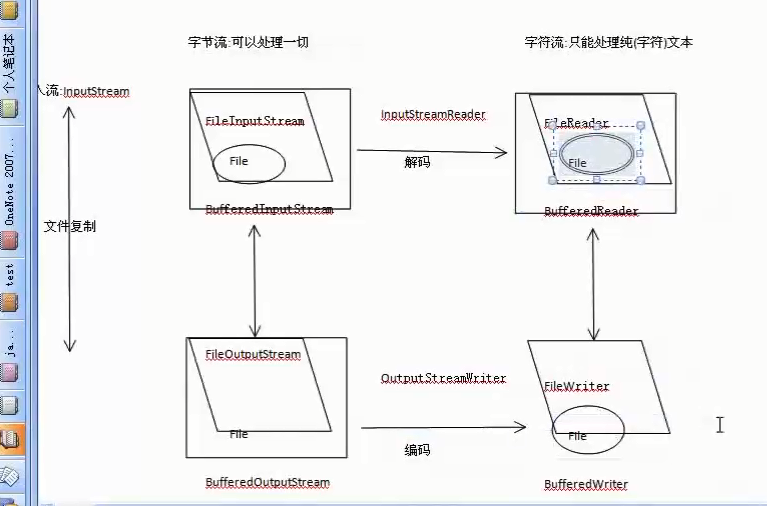 字节流:可以处理一切
字符流:只能处理纯(字符)文本
个人笔记本
流:InputStream
FileInputStream
InputStreamReader
FileReader
File
解码
File
BufferedInputStream
BufferedReader
OneNote 2007...
文件复制
test
FileOutputStream
ja...
OutputStreamWriter
FileWriter
File
File
编码
BufferedOutputStream
BufferedWriter